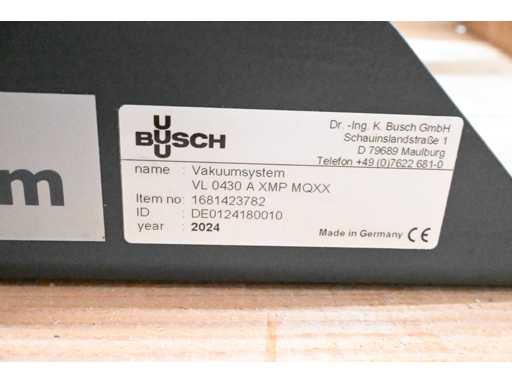 BUSCH
Dr. -Ing. K. Busch GmbH
Schauinslandstraße 1
D 79689 Maulburg
Telefon +49 (0)7622 681-0
name : Vakuumsystem
VL 0430 A XMP MQXX
Item no: 1681423782
ID : DE0124180010
year : 2024
Made in Germany CE
m